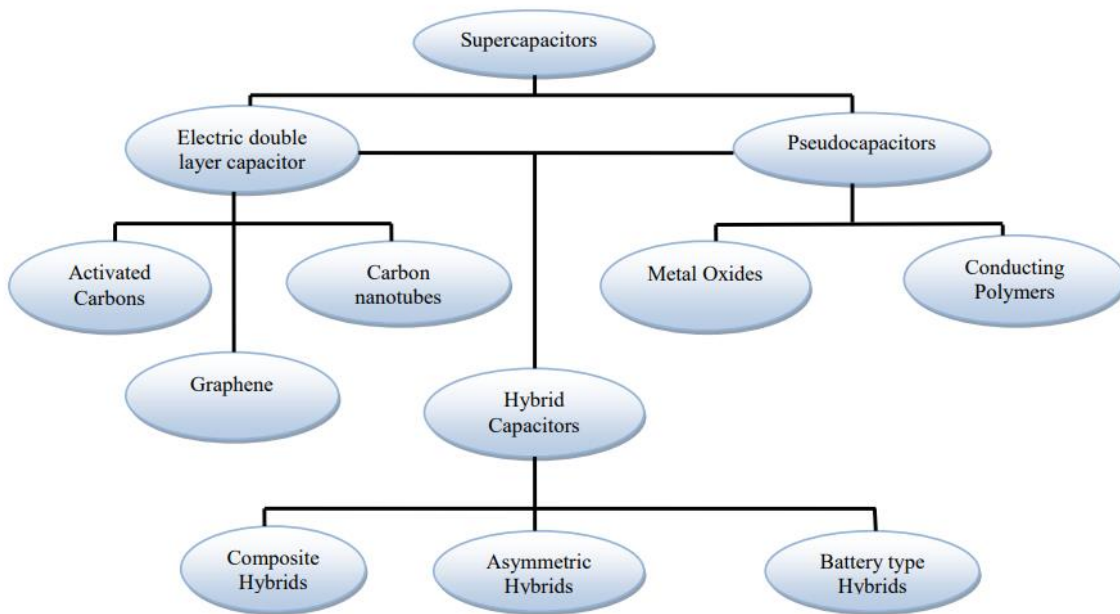 Supercapacitors
Electric double
layer capacitor
Pseudocapacitors
Activated
Carbons
Carbon
nanotubes
Metal Oxides
Conducting
Polymers
Graphene
Hybrid
Capacitors
Composite
Hybrids
Asymmetric
Hybrids
Battery type
Hybrids